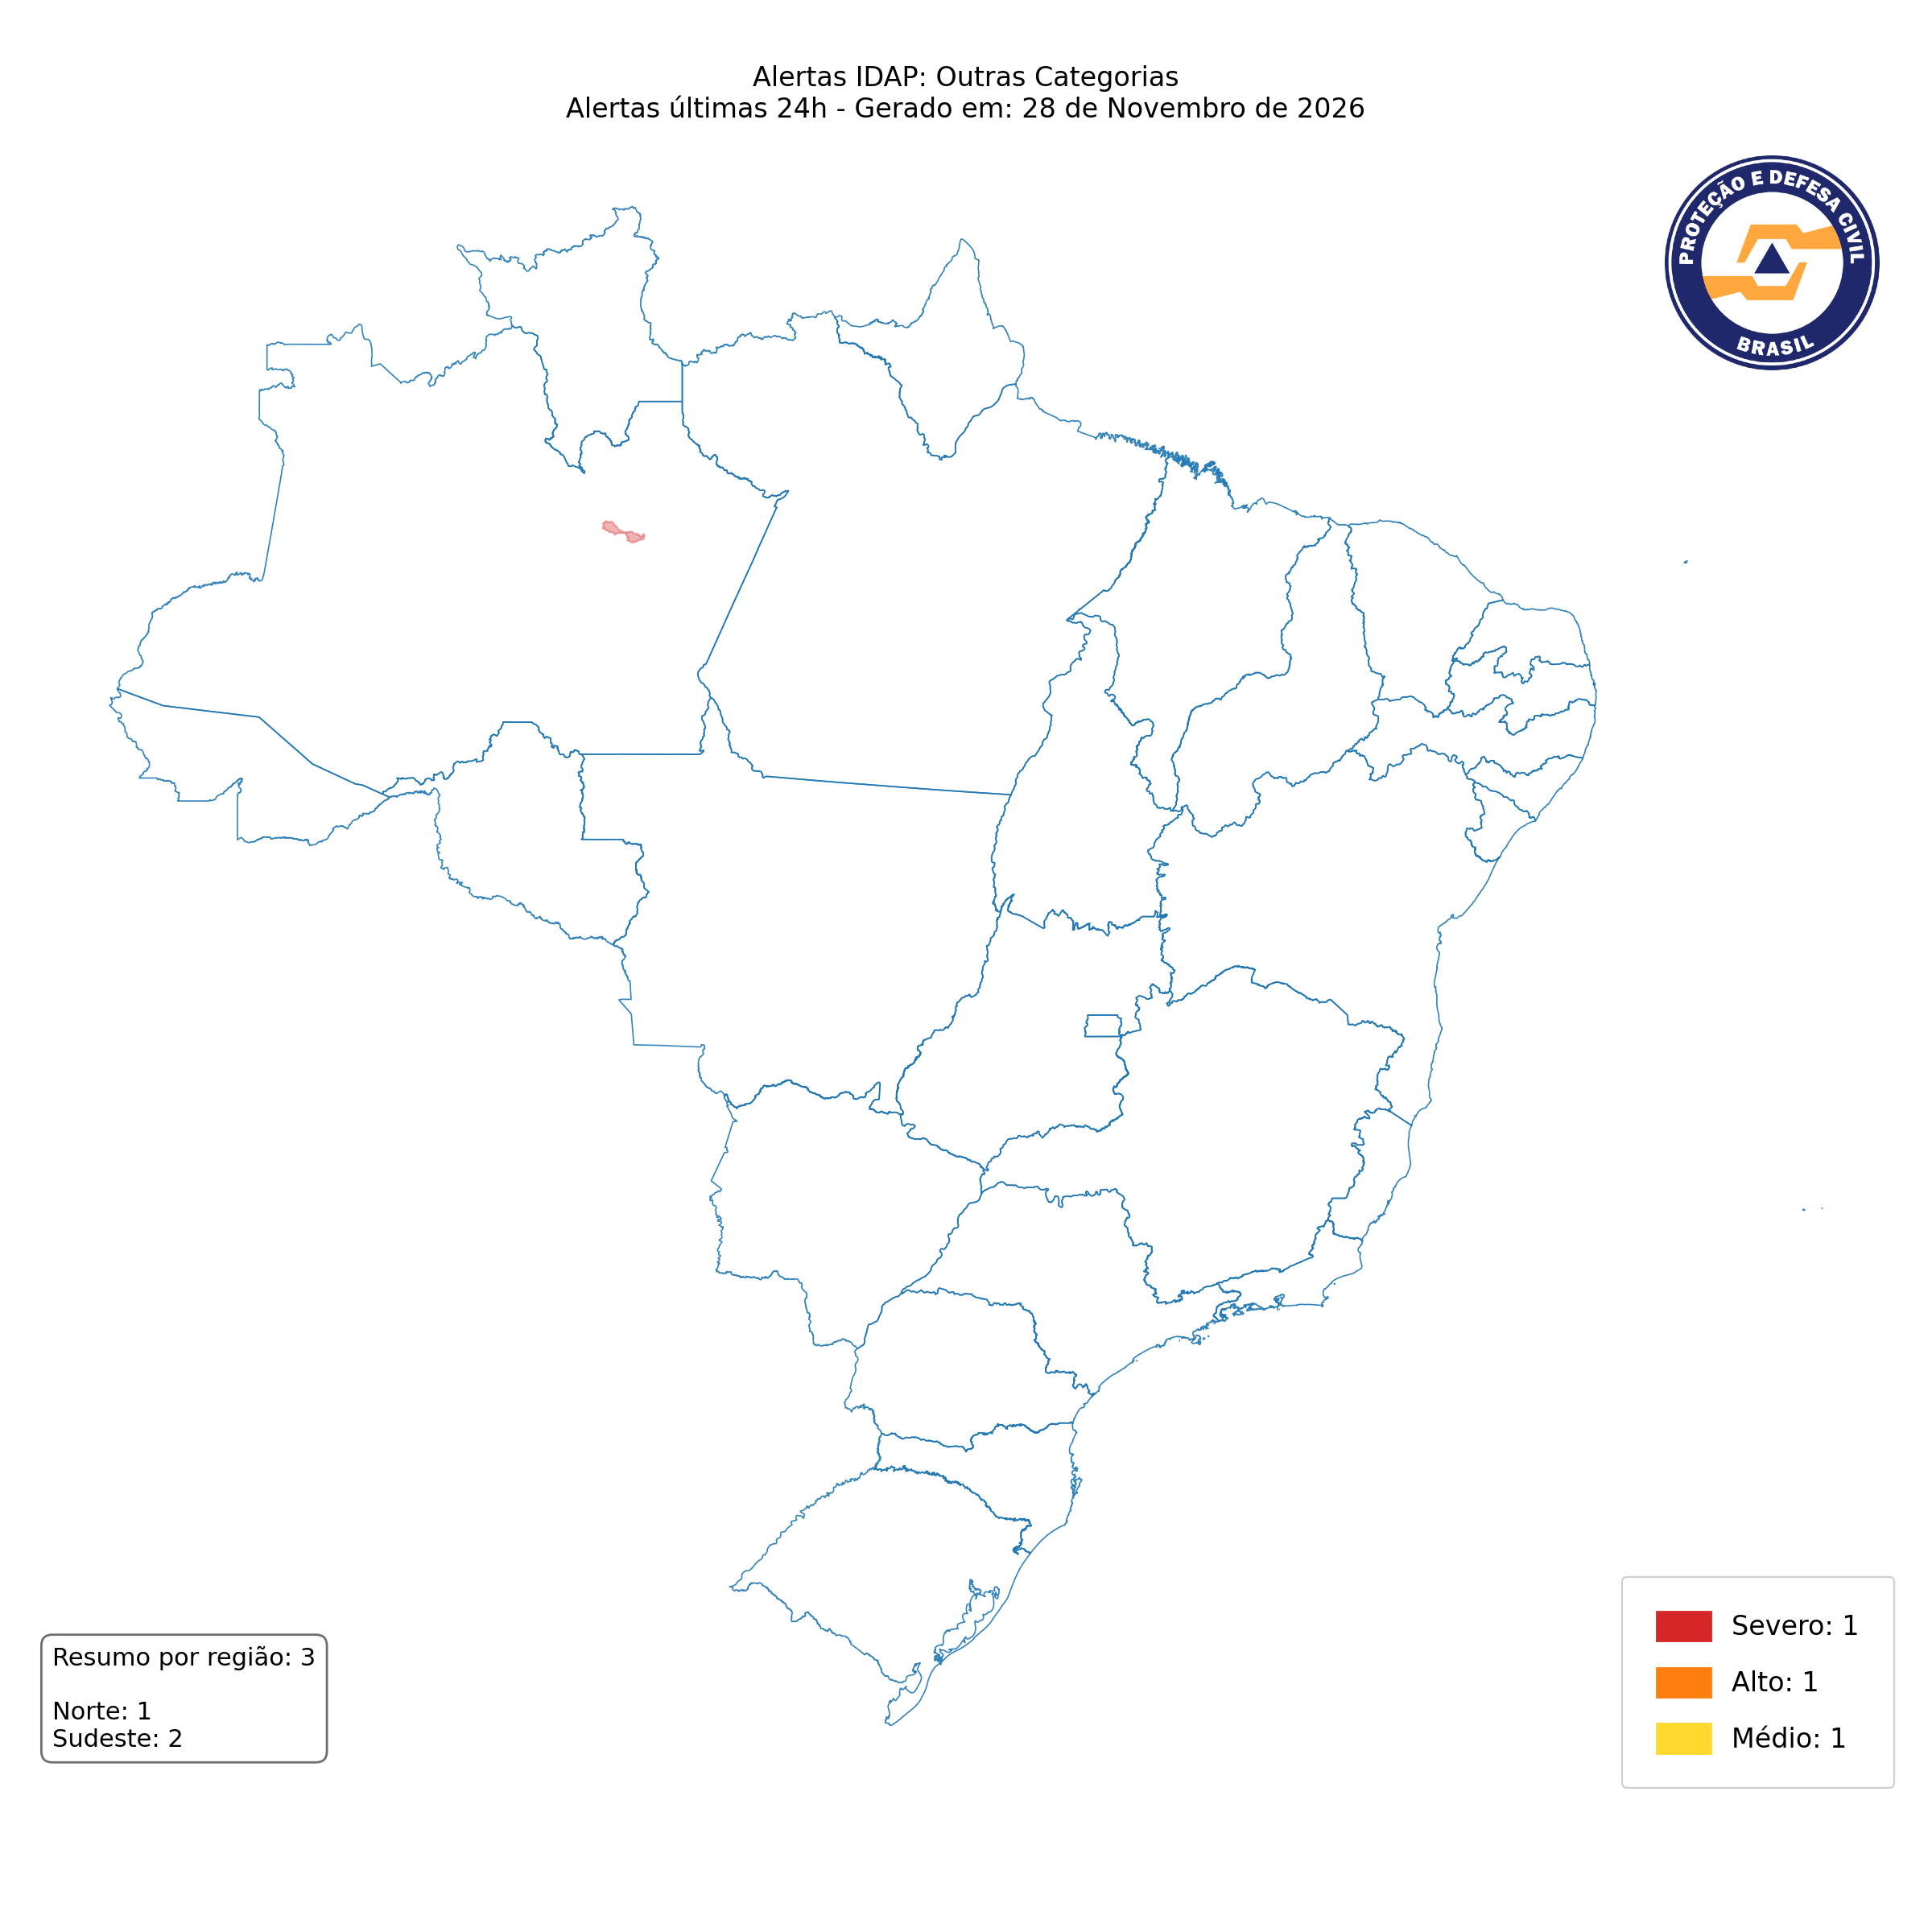 Alertas IDAP: Outras Categorias
Alertas últimas 24h - Gerado em: 28 de Novembro de 2026
PROTEÇÃO E DEFESA CIVIL
BRASIL
Severo: 1
Alto: 1
Médio: 1
Resumo por região: 3
Norte: 1
Sudeste: 2